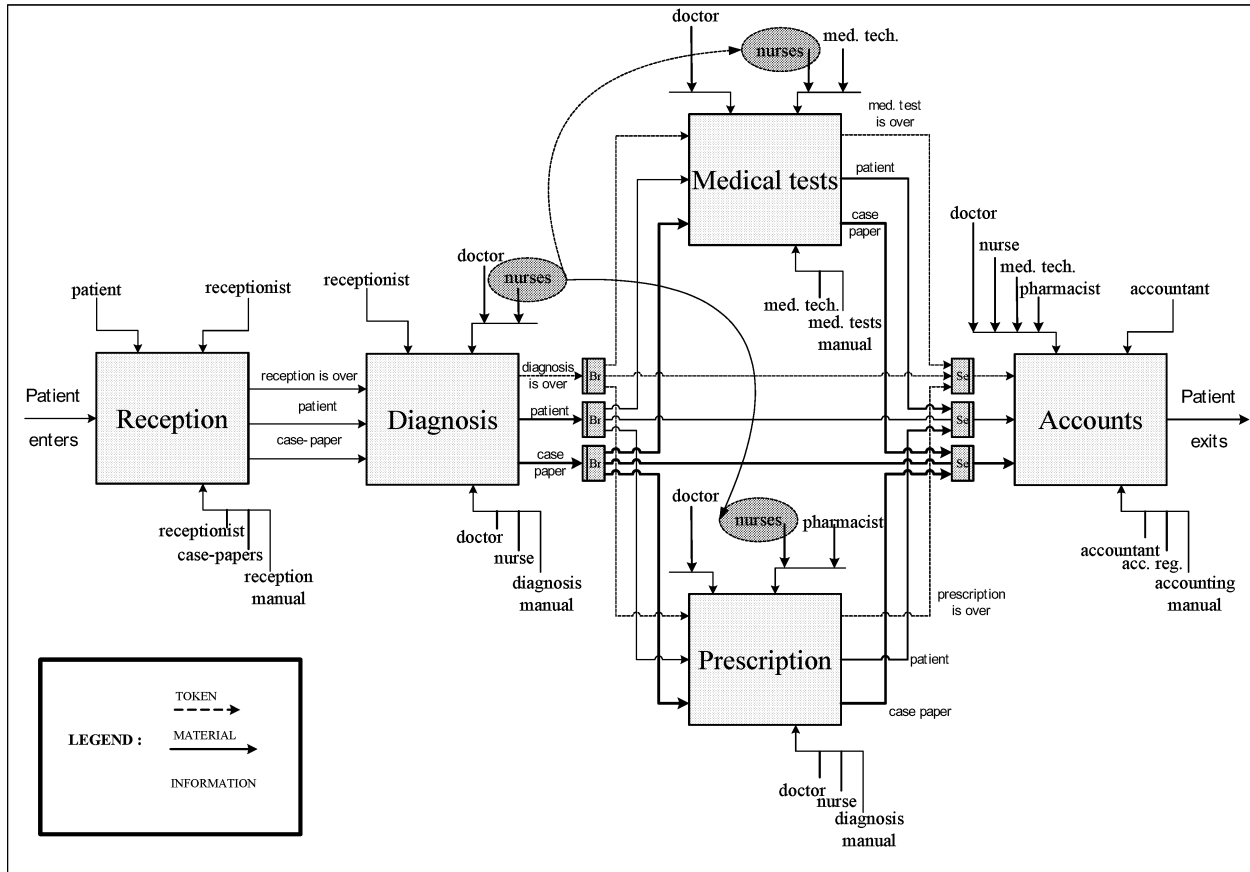 doctor
nurses
med. tech.
med. test
is over
Medical tests
patient
case
paper
med. tech.
med. tests
manual
doctor
nurses
receptionist
patient
receptionist
doctor
nurse
med. tech.
pharmacist
accountant
Patient
enters
Reception
reception is over
patient
case- paper
Diagnosis
diagnosis
is over
patient
case
paper
Br
Br
Br
Se
Se
Se
Accounts
Patient
exits
receptionist
case-papers
reception
manual
doctor
nurse
diagnosis
manual
doctor
nurses
pharmacist
accountant
acc. reg.
accounting
manual
Prescription
prescription
is over
patient
case paper
doctor
nurse
diagnosis
manual
LEGEND :
TOKEN
MATERIAL
INFORMATION